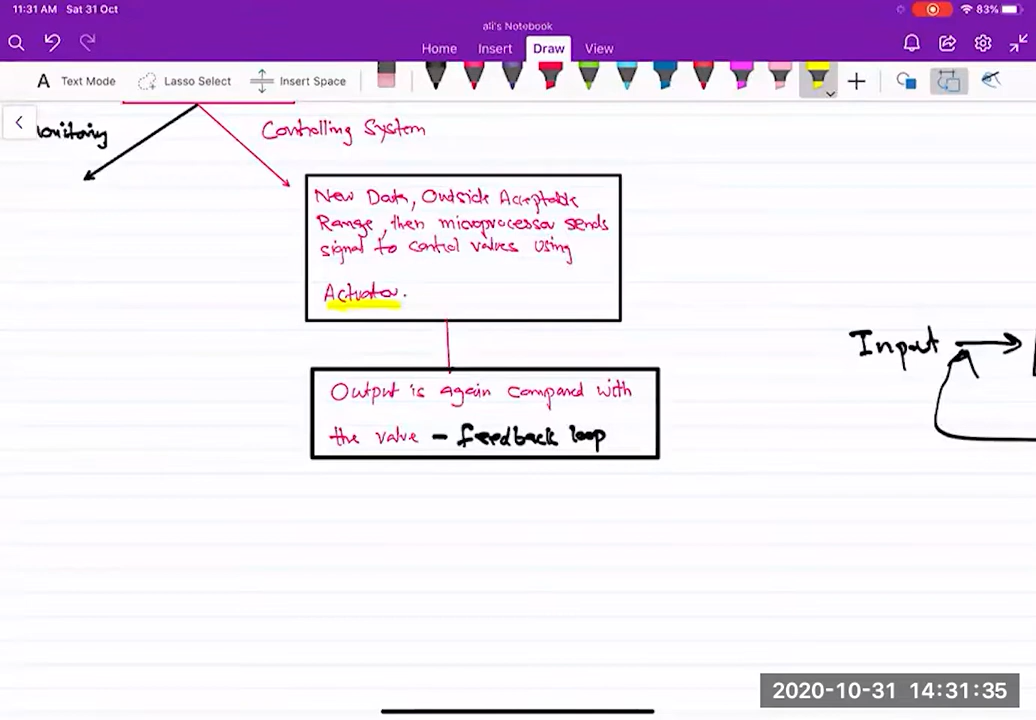 11:31 AM Sat 31 Oct
83%
ali's Notebook
Home Insert Draw View
A Text Mode Lasso Select Insert Space
onitoring
Controlling System
New Data, Outside Acceptable
Range, then microprocessor sends
signal to control valves using
Actuator.
Input
Output is again compared with
the value - feedback loop
2020-10-31 14:31:35